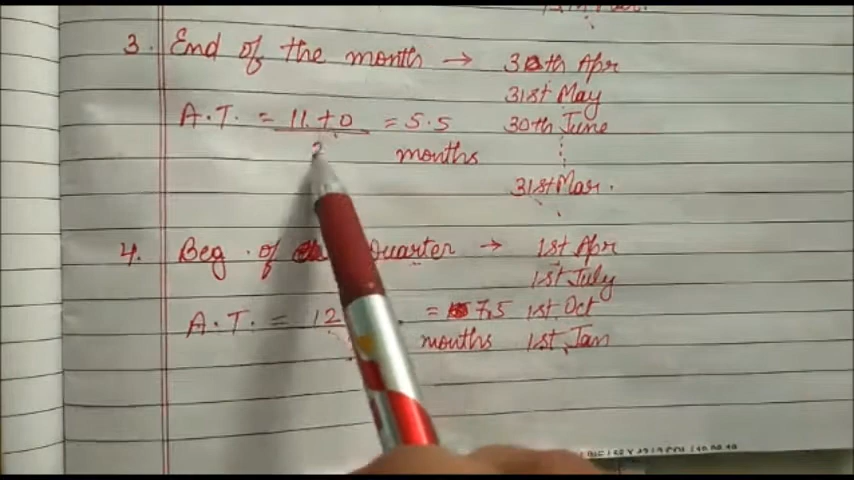 3. End of the month → 30th Apr
31st May
A.T. = 11+0 = 5.5 30th June
2 months
31st Mar.
4. Beg. of Quarter → 1st Apr
1st July
A.T. = 12 = 7.5 1st Oct
months 1st Jan